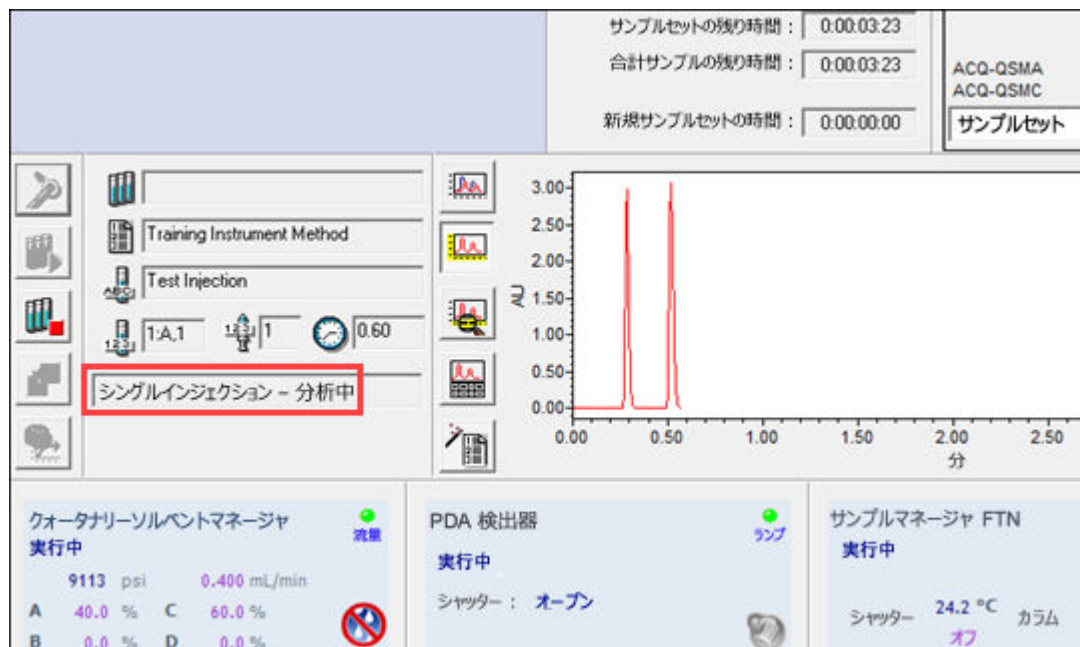 サンプルセットの残り時間： 0:00:03:23
合計サンプルの残り時間： 0:00:03:23
新規サンプルセットの時間： 0:00:00:00
ACQ-QSMA
ACQ-QSMC
サンプルセット
Training Instrument Method
Test Injection
1:A,1
1
0.60
シングルインジェクション – 分析中
AU
3.00
2.50
2.00
1.50
1.00
0.50
0.00
0.00 0.50 1.00 1.50 2.00 2.50
分
クォータナリーソルベントマネージャ
流量
実行中
9113 psi 0.400 mL/min
A 40.0 % C 60.0 %
B 0.0 % D 0.0 %
PDA 検出器
ランプ
実行中
シャッター： オープン
サンプルマネージャ FTN
実行中
シャッター 24.2 °C カラム
オフ